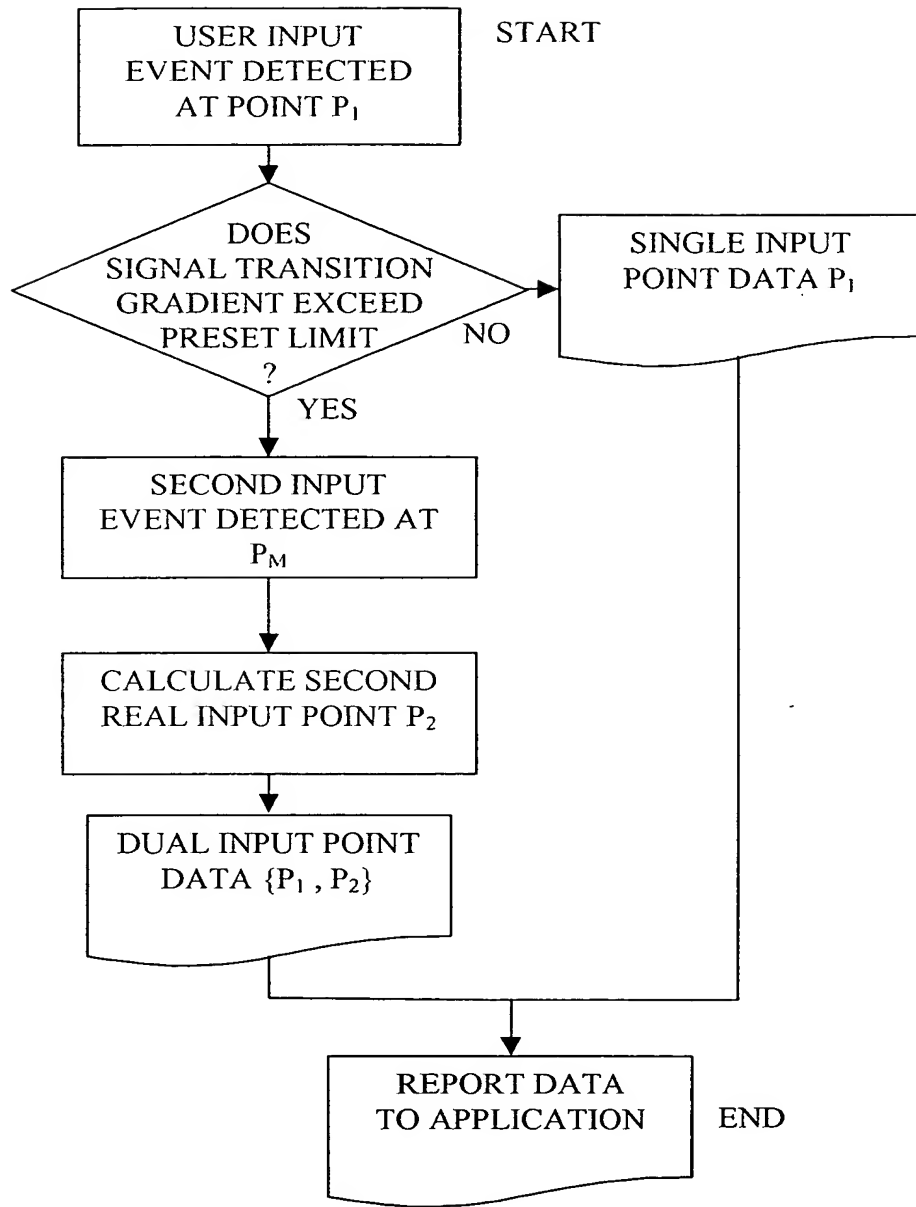 USER INPUT
EVENT DETECTED
AT POINT P₁
START
DOES
SIGNAL TRANSITION
GRADIENT EXCEED
PRESET LIMIT
?
NO
SINGLE INPUT
POINT DATA P₁
YES
SECOND INPUT
EVENT DETECTED AT
Pₘ
CALCULATE SECOND
REAL INPUT POINT P₂
DUAL INPUT POINT
DATA {P₁ , P₂}
REPORT DATA
TO APPLICATION
END